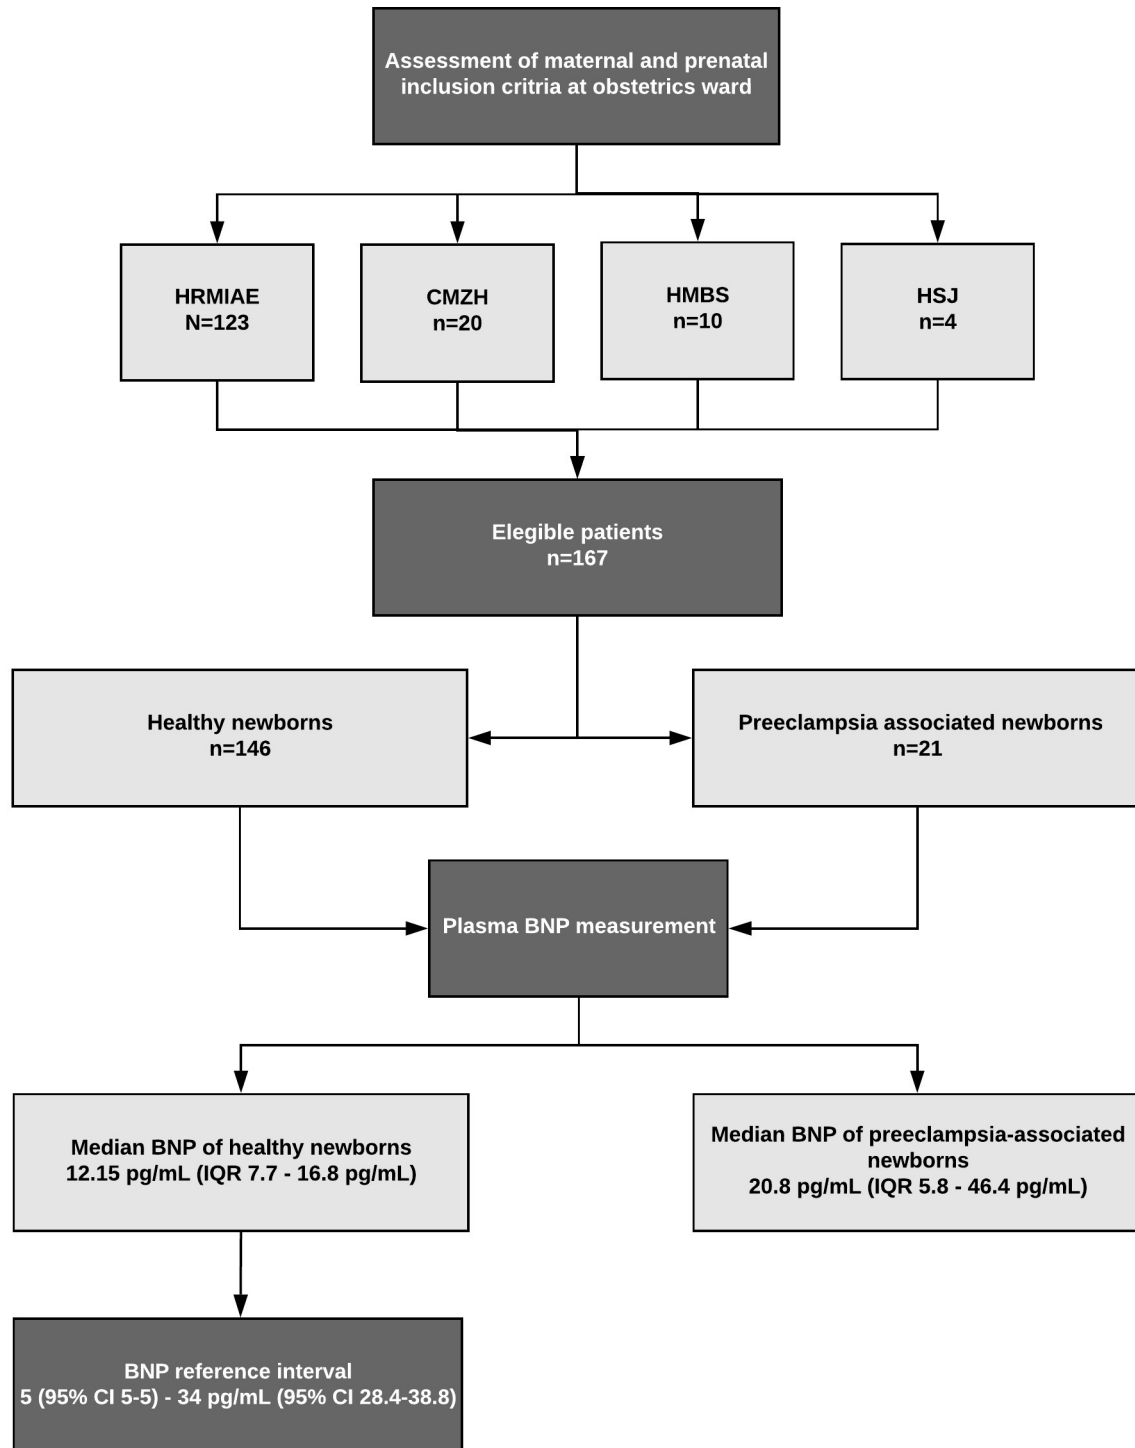 Assessment of maternal and prenatal
inclusion critria at obstetrics ward
HRMIAE
N=123
CMZH
n=20
HMBS
n=10
HSJ
n=4
Elegible patients
n=167
Healthy newborns
n=146
Preeclampsia associated newborns
n=21
Plasma BNP measurement
Median BNP of healthy newborns
12.15 pg/mL (IQR 7.7 - 16.8 pg/mL)
Median BNP of preeclampsia-associated
newborns
20.8 pg/mL (IQR 5.8 - 46.4 pg/mL)
BNP reference interval
5 (95% CI 5-5) - 34 pg/mL (95% CI 28.4-38.8)